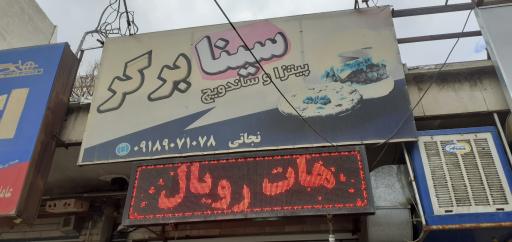 سینا برگر
پیتزا و ساندویچ
نجاتی ۰۹۱۸۹۰۷۱۰۷۸
هات رویال